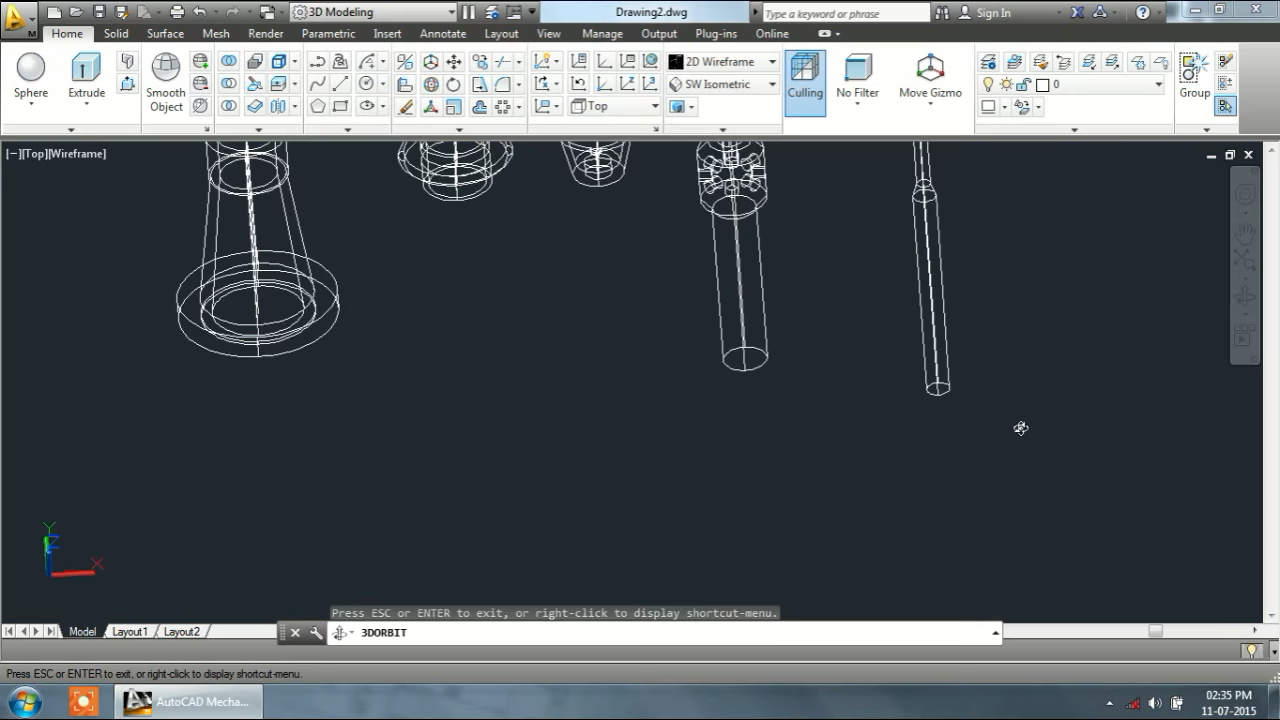 3D Modeling
Drawing2.dwg
Type a keyword or phrase
Sign In
M
Home Solid Surface Mesh Render Parametric Insert Annotate Layout View Manage Output Plug-ins Online
Sphere
Extrude
Smooth
Object
Top
2D Wireframe
SW Isometric
Culling
No Filter
Move Gizmo
0
Group
[−][Top][Wireframe]
Y
Z
X
Press ESC or ENTER to exit, or right-click to display shortcut-menu.
Model Layout1 Layout2
3DORBIT
Press ESC or ENTER to exit, or right-click to display shortcut-menu.
AutoCAD Mecha...
02:35 PM
11-07-2015